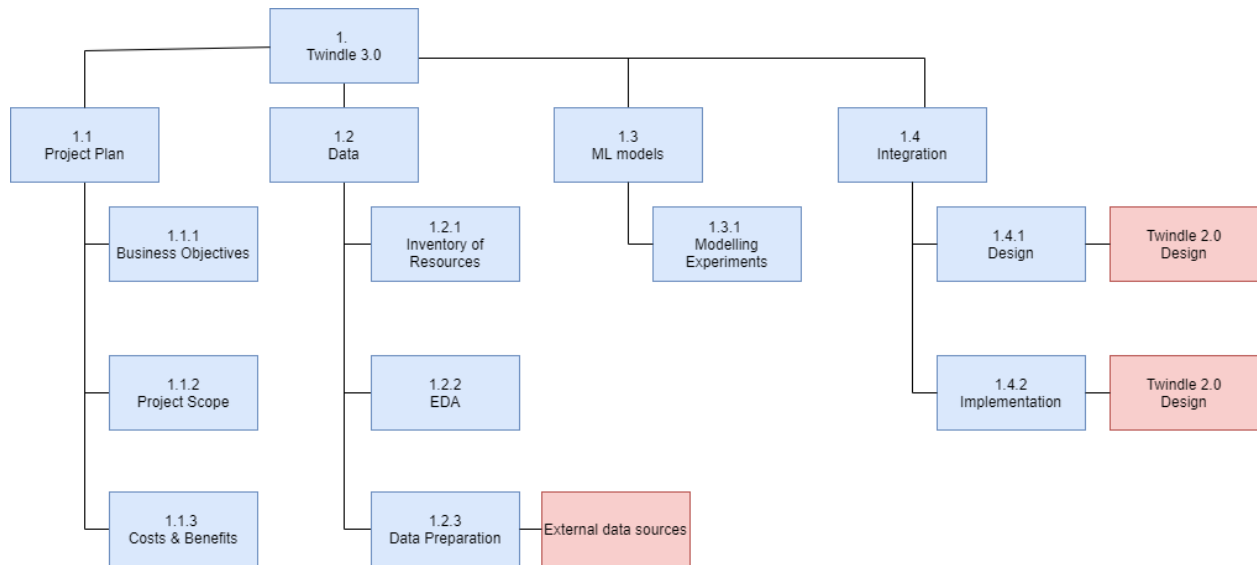 1.
Twindle 3.0
1.1
Project Plan
1.2
Data
1.3
ML models
1.4
Integration
1.1.1
Business Objectives
1.2.1
Inventory of
Resources
1.3.1
Modelling
Experiments
1.4.1
Design
Twindle 2.0
Design
1.1.2
Project Scope
1.2.2
EDA
1.4.2
Implementation
Twindle 2.0
Design
1.1.3
Costs & Benefits
1.2.3
Data Preparation
External data sources